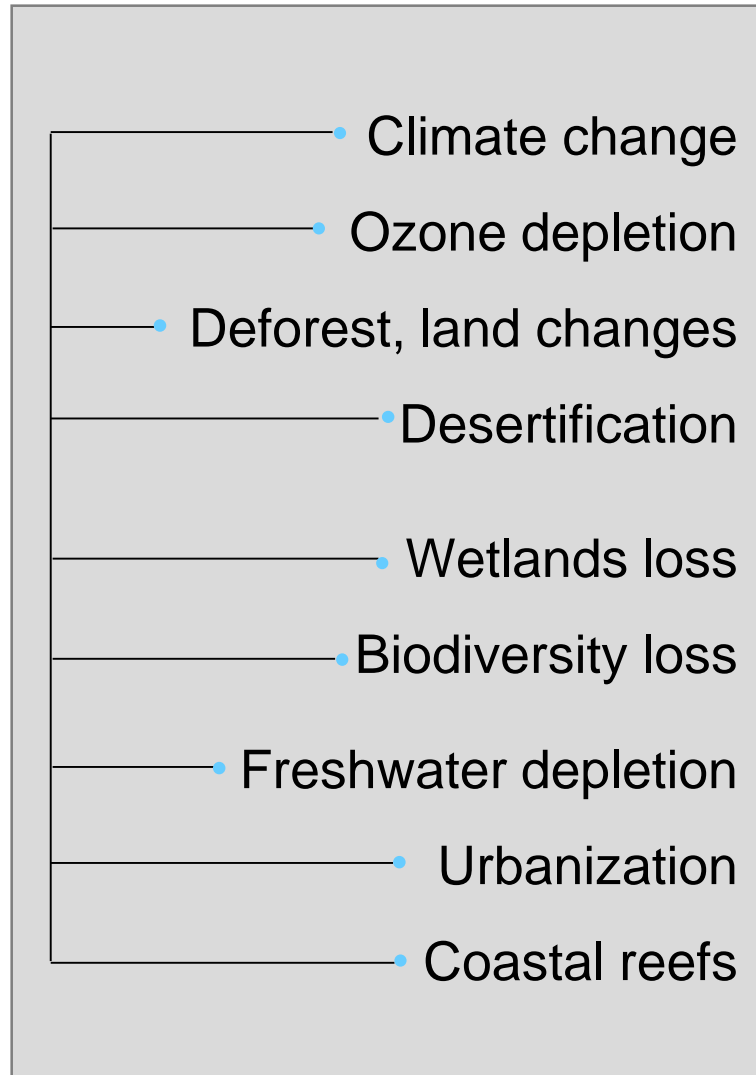 Climate change
Ozone depletion
Deforest, land changes
Desertification
Wetlands loss
Biodiversity loss
Freshwater depletion
Urbanization
Coastal reefs